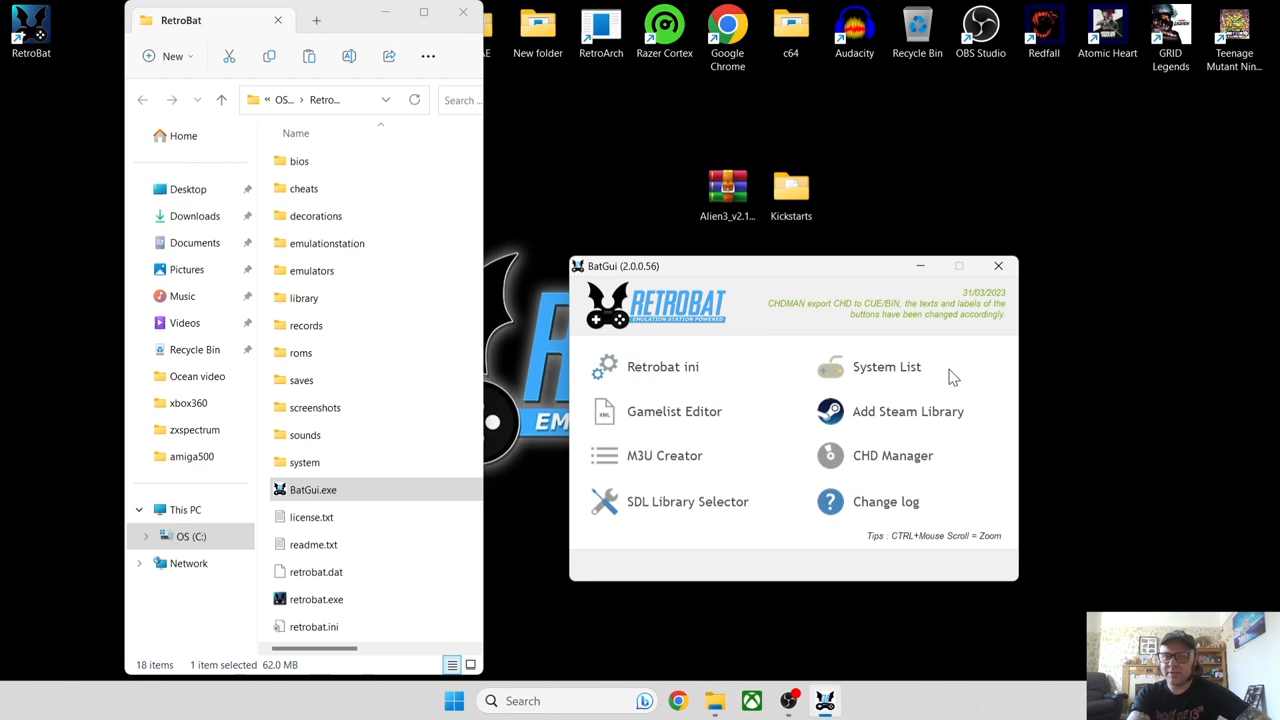 RetroBat
RetroBat
New
OS...
Retro...
Search ...
Home
Desktop
Downloads
Documents
Pictures
Music
Videos
Recycle Bin
Ocean video
xbox360
zxspectrum
amiga500
This PC
OS (C:)
Network
Name
bios
cheats
decorations
emulationstation
emulators
library
records
roms
saves
screenshots
sounds
system
BatGui.exe
license.txt
readme.txt
retrobat.dat
retrobat.exe
retrobat.ini
18 items
1 item selected
62.0 MB
AE
New folder
RetroArch
Razer Cortex
Google
Chrome
c64
Audacity
Recycle Bin
OBS Studio
Redfall
Atomic Heart
GRID
Legends
Teenage
Mutant Nin...
Alien3_v2.1...
Kickstarts
EM
BatGui (2.0.0.56)
RETROBAT
EMULATION STATION POWERED
31/03/2023
CHDMAN export CHD to CUE/BIN, the texts and labels of the
buttons have been changed accordingly.
Retrobat ini
System List
XML
Gamelist Editor
Add Steam Library
M3U Creator
CHD Manager
SDL Library Selector
Change log
Tips : CTRL+Mouse Scroll = Zoom
Search